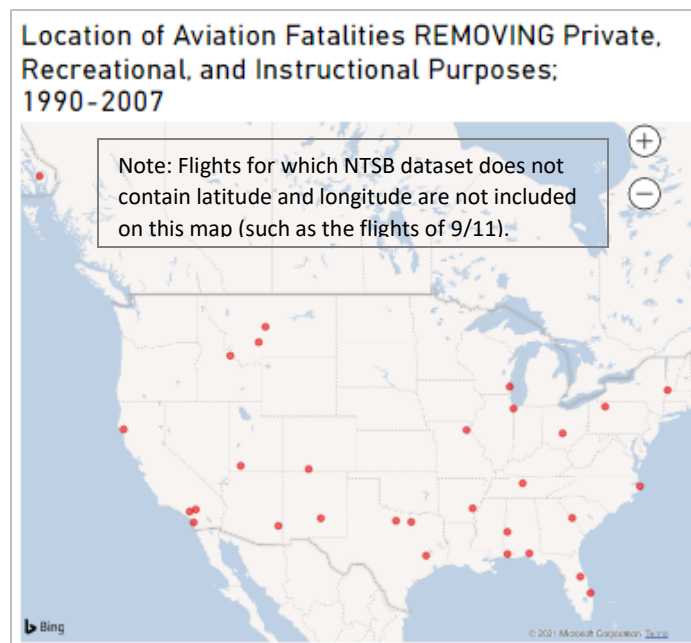 Location of Aviation Fatalities REMOVING Private,
Recreational, and Instructional Purposes;
1990-2007
Note: Flights for which NTSB dataset does not
contain latitude and longitude are not included
on this map (such as the flights of 9/11).
Bing
© 2021 Microsoft Corporation Terms